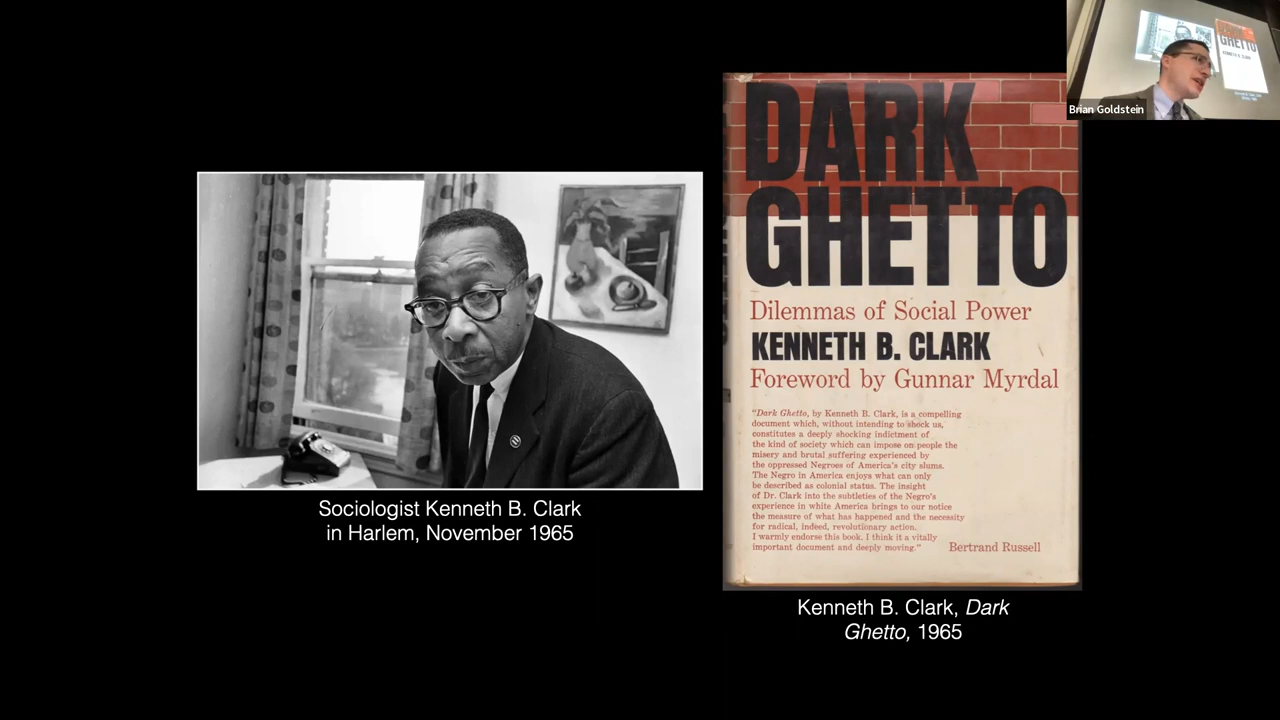 Sociologist Kenneth B. Clark
in Harlem, November 1965
DARK
GHETTO
Dilemmas of Social Power
KENNETH B. CLARK
Foreword by Gunnar Myrdal
"Dark Ghetto, by Kenneth B. Clark, is a compelling
document which, without intending to shock us,
constitutes a deeply shocking indictment of
the kind of society which can impose on people the
misery and brutal suffering experienced by
the oppressed Negroes of America's city slums.
The Negro in America enjoys what can only
be described as colonial status. The insight
of Dr. Clark into the subtleties of the Negro's
experience in white America brings to our notice
the measure of what has happened and the necessity
for radical, indeed, revolutionary action.
I warmly endorse this book. I think it a vitally
important document and deeply moving." Bertrand Russell
Kenneth B. Clark, Dark
Ghetto, 1965
DARK
GHETTO
Brian Goldstein